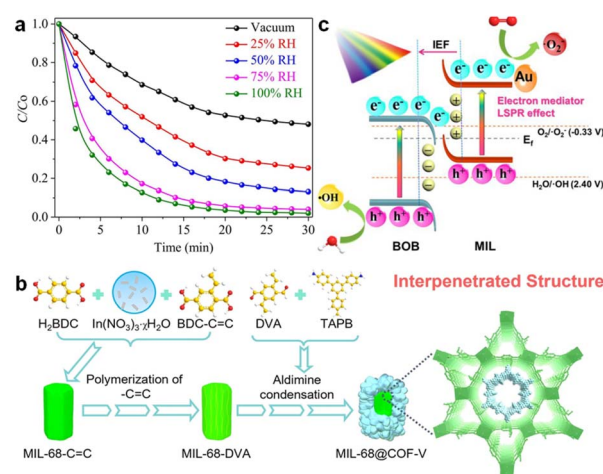 a
C/Co
1.0
0.8
0.6
0.4
0.2
0.0
0
5
10
15
20
25
30
Time (min)
Vacuum
25% RH
50% RH
75% RH
100% RH
c
IEF
·O₂⁻
e⁻ e⁻
Au
Electron mediator
LSPR effect
e⁻ e⁻ e⁻
O₂/·O₂⁻ (-0.33 V)
E_f
H₂O/·OH (2.40 V)
h⁺ h⁺
h⁺ h⁺
·OH
BOB
MIL
b
H₂BDC
In(NO₃)₃·χH₂O
BDC-C=C
DVA
TAPB
Interpenetrated Structure
Polymerization of
-C=C
Aldimine
condensation
MIL-68-C=C
MIL-68-DVA
MIL-68@COF-V